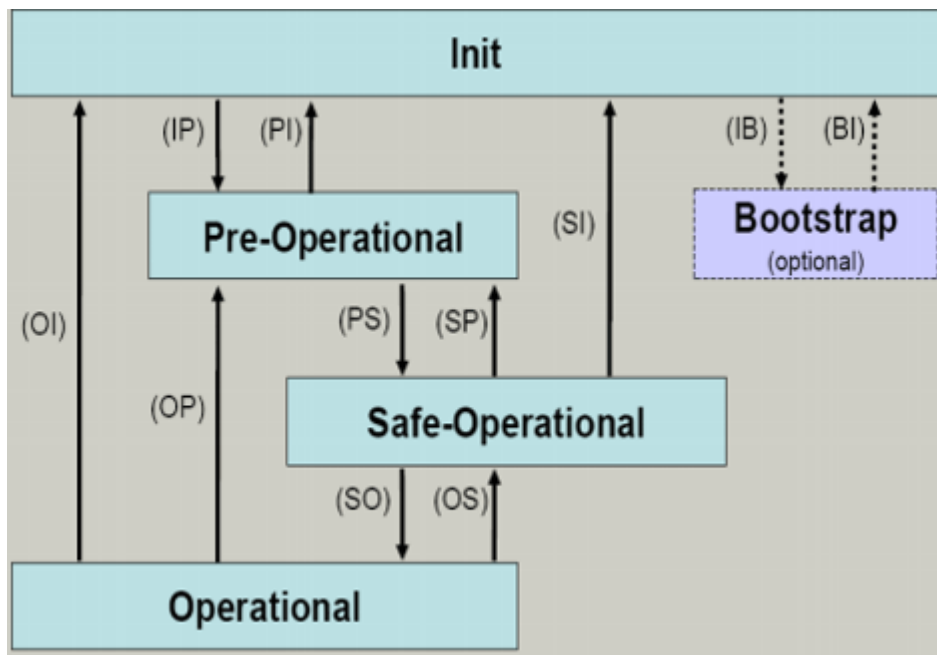 Init
(IP)
(PI)
(IB)
(BI)
(SI)
Pre-Operational
Bootstrap
(optional)
(OI)
(PS)
(SP)
(OP)
Safe-Operational
(SO)
(OS)
Operational